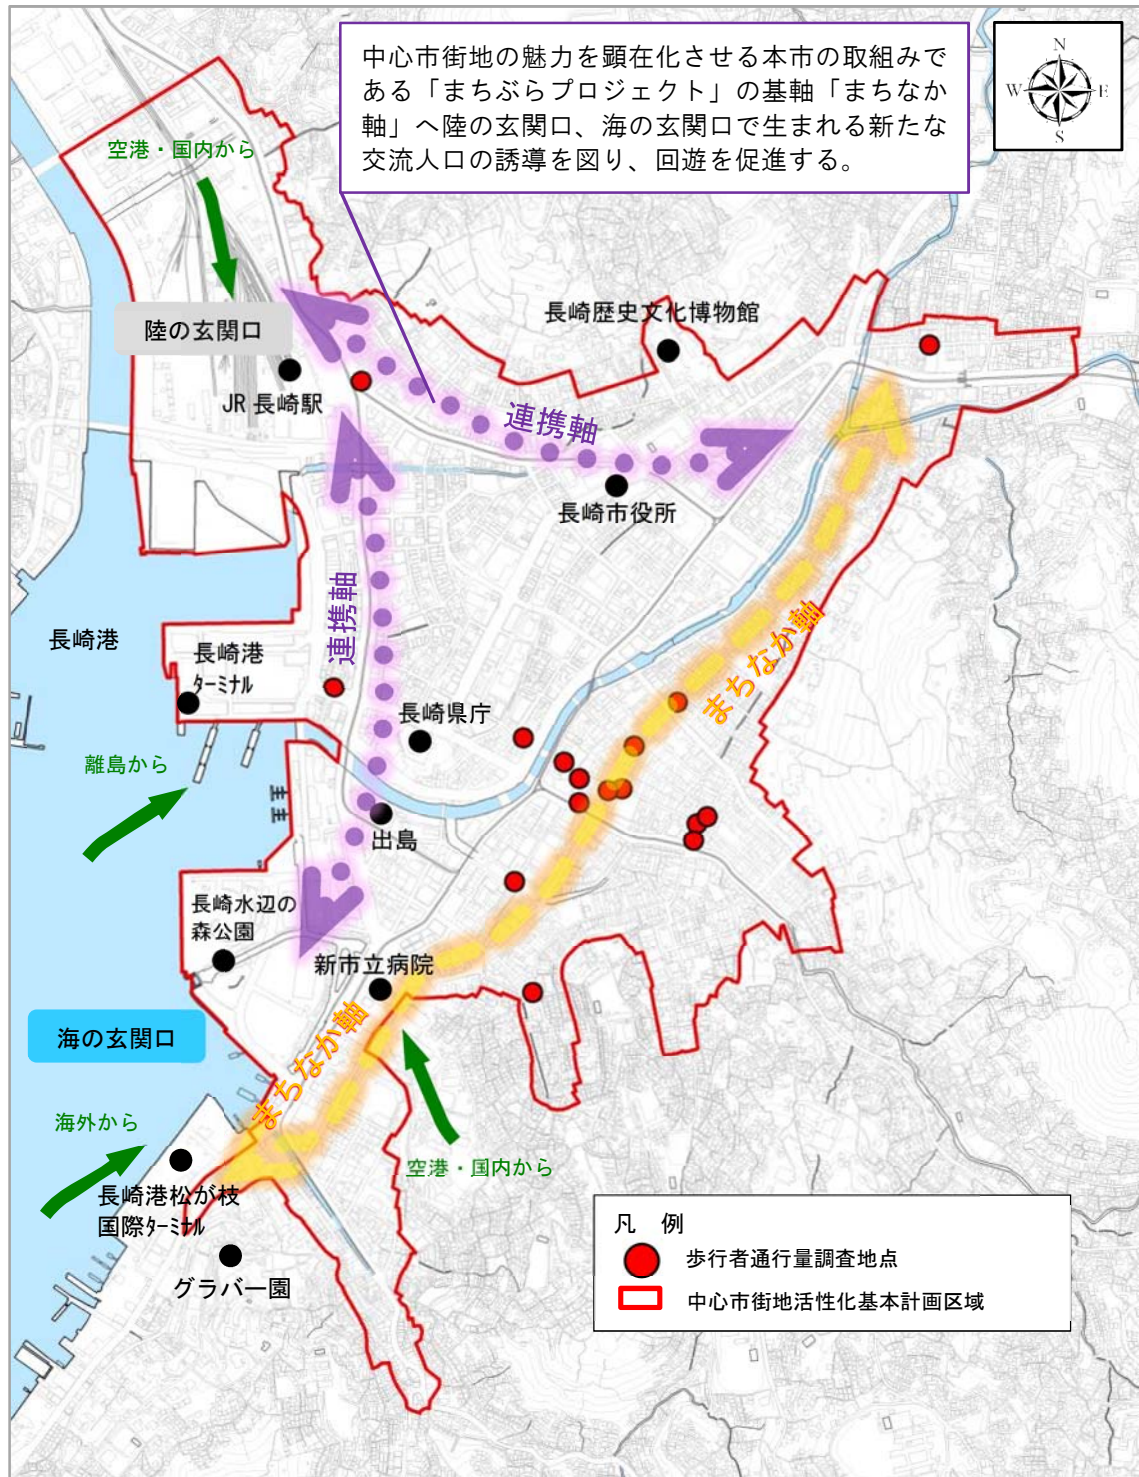 中心市街地の魅力を顕在化させる本市の取組みで
ある「まちぶらプロジェクト」の基軸「まちなか
軸」へ陸の玄関口、海の玄関口で生まれる新たな
交流人口の誘導を図り、回遊を促進する。
N
W
E
S
空港・国内から
陸の玄関口
JR 長崎駅
長崎歴史文化博物館
連携軸
長崎市役所
連携軸
長崎港
長崎港
ﾀｰﾐﾅﾙ
長崎県庁
まちなか軸
離島から
出島
長崎水辺の
森公園
新市立病院
海の玄関口
まちなか軸
海外から
空港・国内から
長崎港松が枝
国際ﾀｰﾐﾅﾙ
グラバー園
凡 例
歩行者通行量調査地点
中心市街地活性化基本計画区域